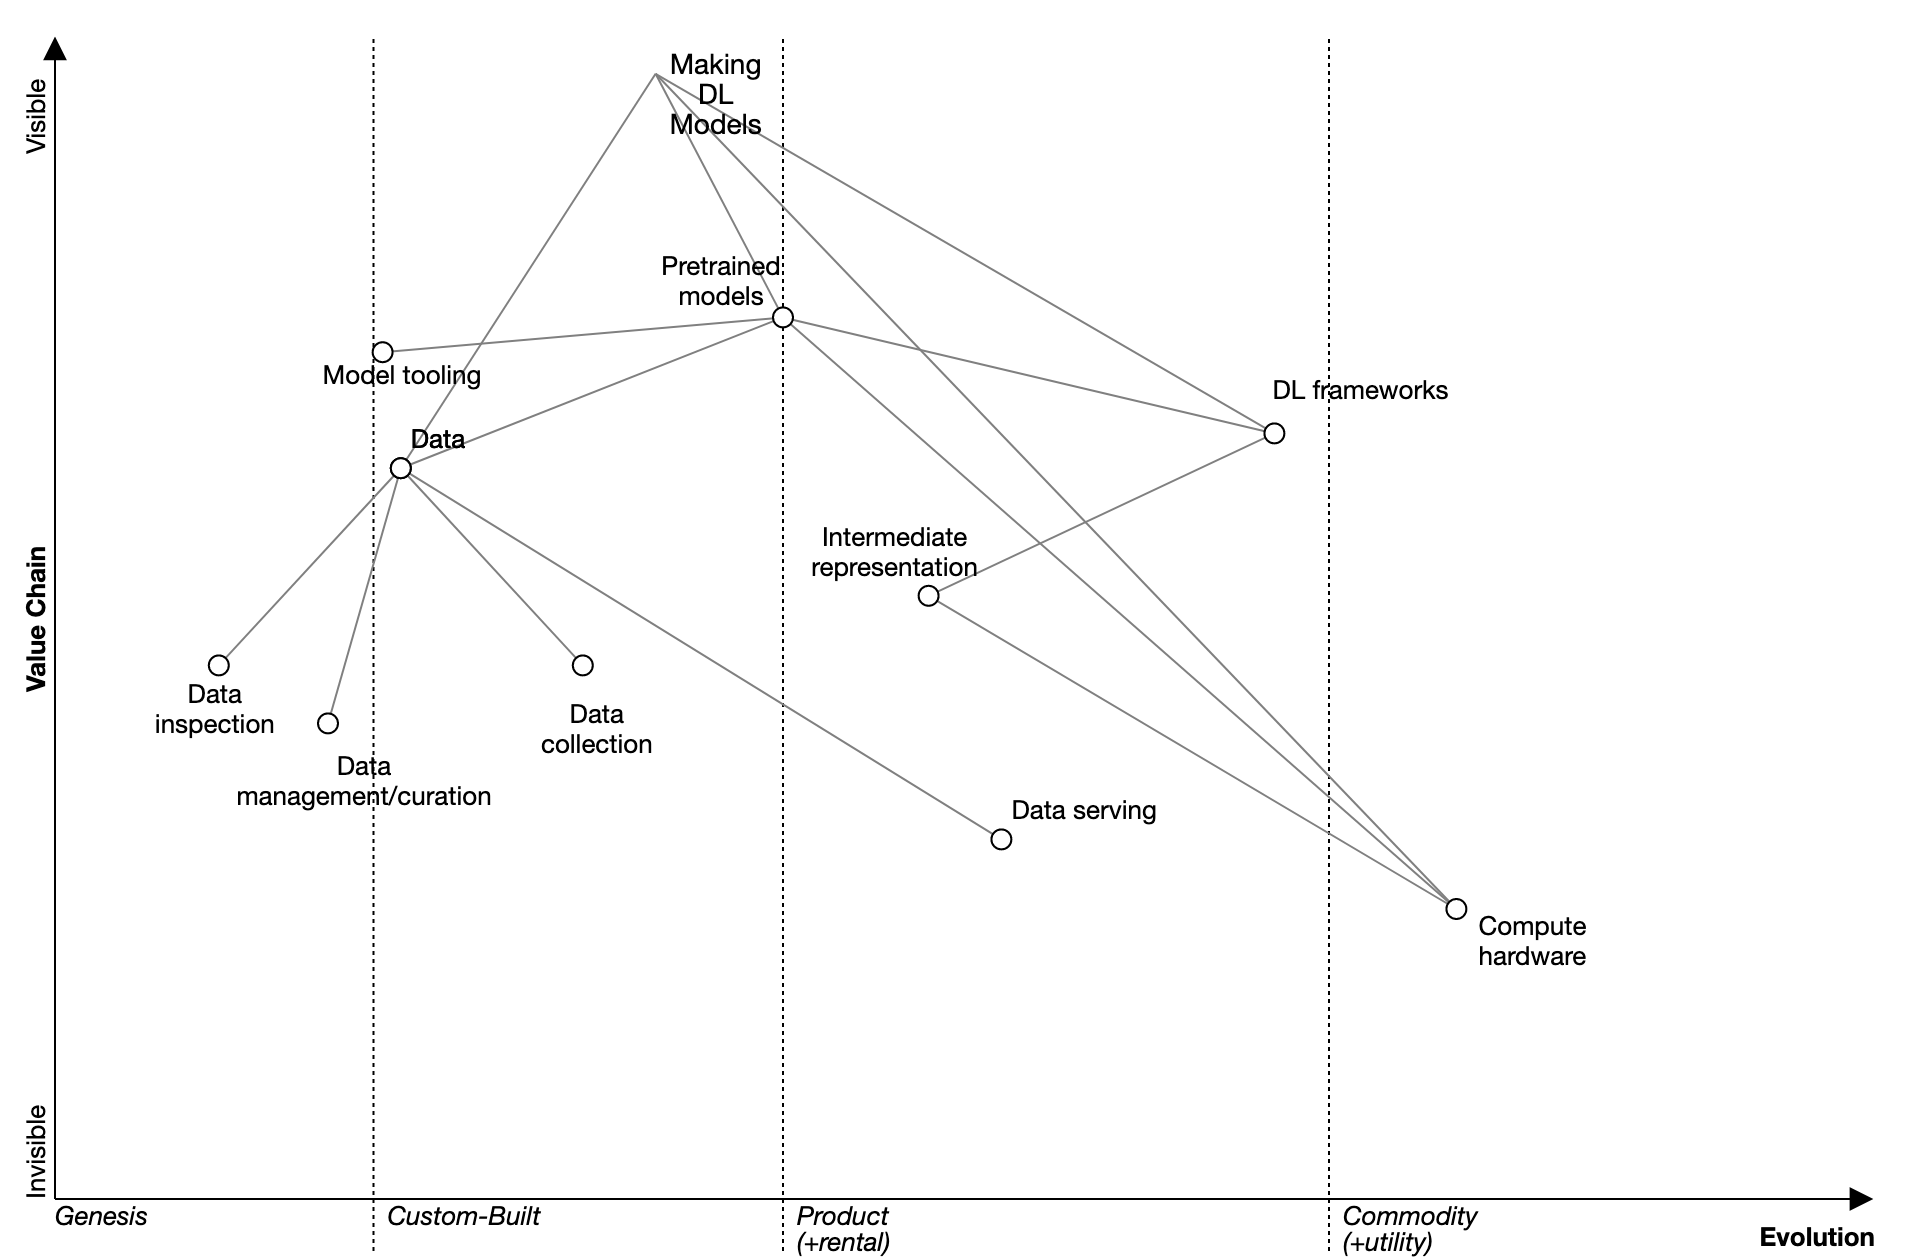 Visible
Making
DL
Models
Pretrained
models
Model tooling
DL frameworks
Data
Intermediate
representation
Value Chain
Data
inspection
Data
collection
Data
management/curation
Data serving
Compute
hardware
Invisible
Genesis
Custom-Built
Product
(+rental)
Commodity
(+utility)
Evolution